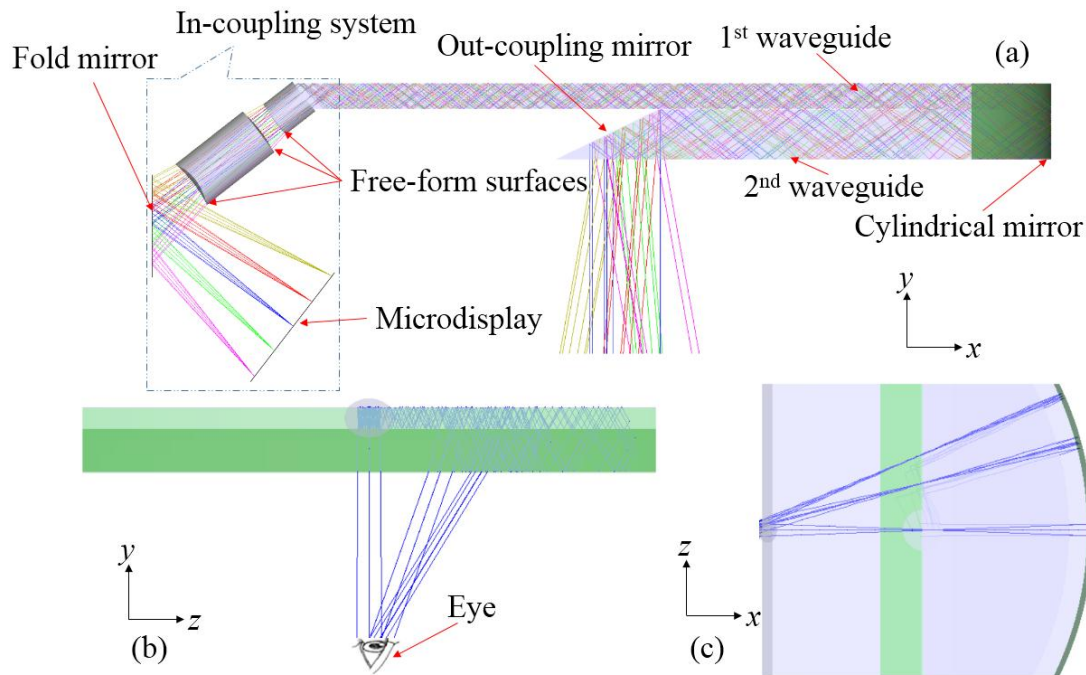 In-coupling system
Fold mirror
Out-coupling mirror
1st waveguide
(a)
Free-form surfaces
2nd waveguide
Cylindrical mirror
Microdisplay
y
x
y
z
(b)
Eye
z
x
(c)